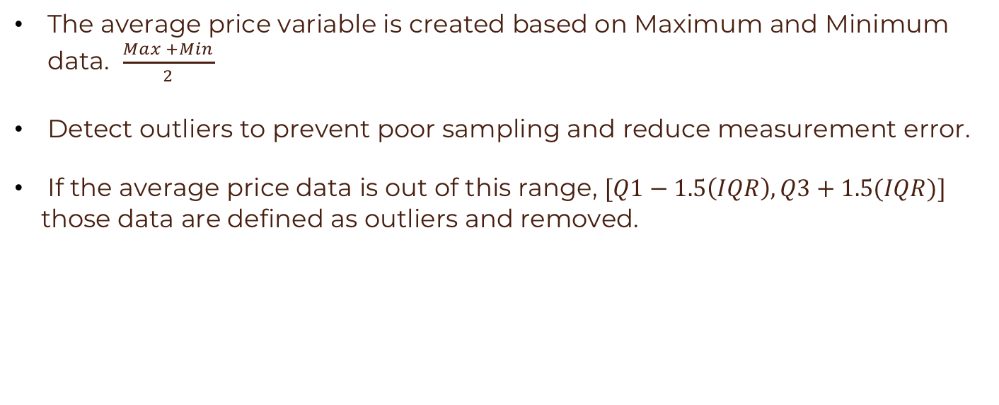 • The average price variable is created based on Maximum and Minimum
data. \frac{Max + Min}{2}
• Detect outliers to prevent poor sampling and reduce measurement error.
• If the average price data is out of this range, [Q1 − 1.5(IQR), Q3 + 1.5(IQR)]
those data are defined as outliers and removed.